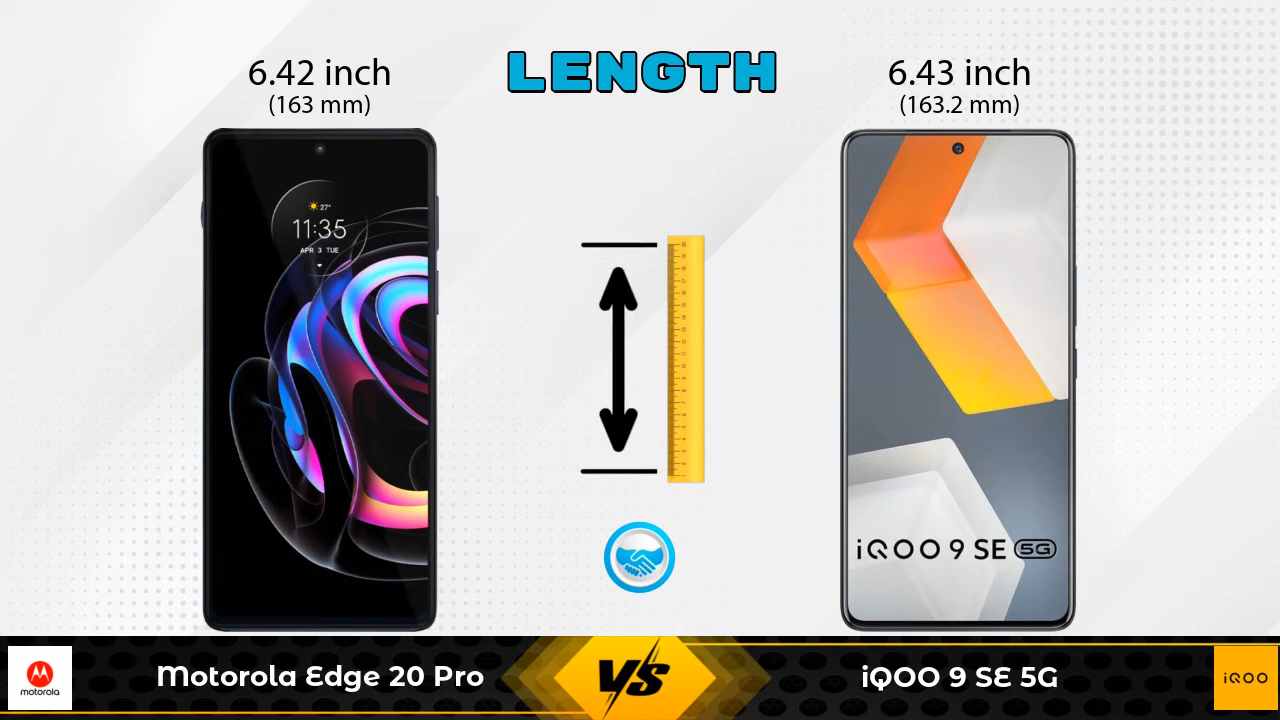 LENGTH
6.42 inch
(163 mm)
6.43 inch
(163.2 mm)
27°
11:35
APR 3 TUE
iQOO 9 SE 5G
motorola
Motorola Edge 20 Pro
VS
iQOO 9 SE 5G
iQOO